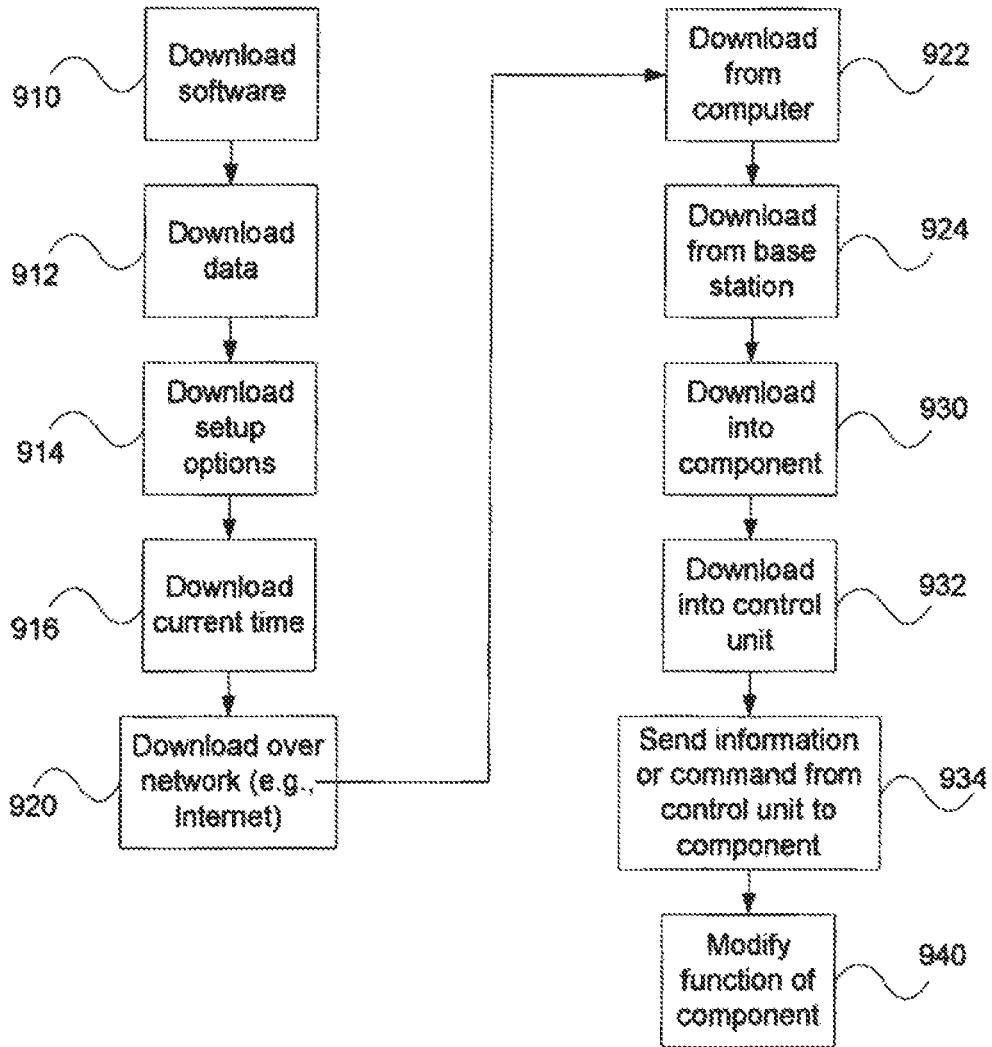 910
Download
software
912
Download
data
914
Download
setup
options
916
Download
current time
920
Download over
network (e.g.,
Internet)
Download
from
computer
922
Download
from base
station
924
Download
into
component
930
Download
into control
unit
932
Send information
or command from
control unit to
component
934
Modify
function of
component
940